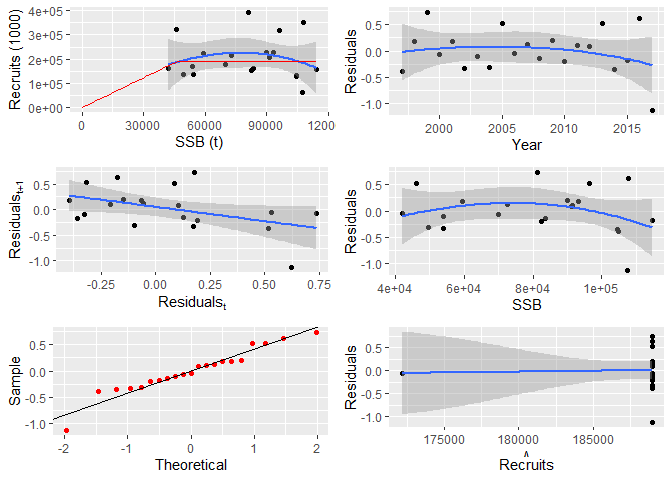 Recruits (1000)
4e+05
3e+05
2e+05
1e+05
0e+00
0
30000
60000
90000
1200
SSB (t)
Residuals
0.5
0.0
-0.5
-1.0
2000
2005
2010
2015
Year
Residuals t+1
0.5
0.0
-0.5
-1.0
-0.25
0.00
0.25
0.50
0.75
Residuals t
Residuals
0.5
0.0
-0.5
-1.0
4e+04
6e+04
8e+04
1e+05
SSB
Sample
0.5
0.0
-0.5
-1.0
-2
-1
0
1
2
Theoretical
Residuals
0.5
0.0
-0.5
-1.0
175000
180000
185000
^
Recruits